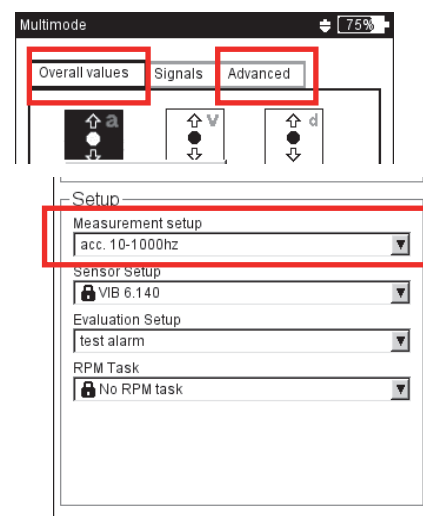 Multimode 75%
Overall values Signals Advanced
a v d
Setup
Measurement setup
acc. 10-1000hz
Sensor Setup
VIB 6.140
Evaluation Setup
test alarm
RPM Task
No RPM task